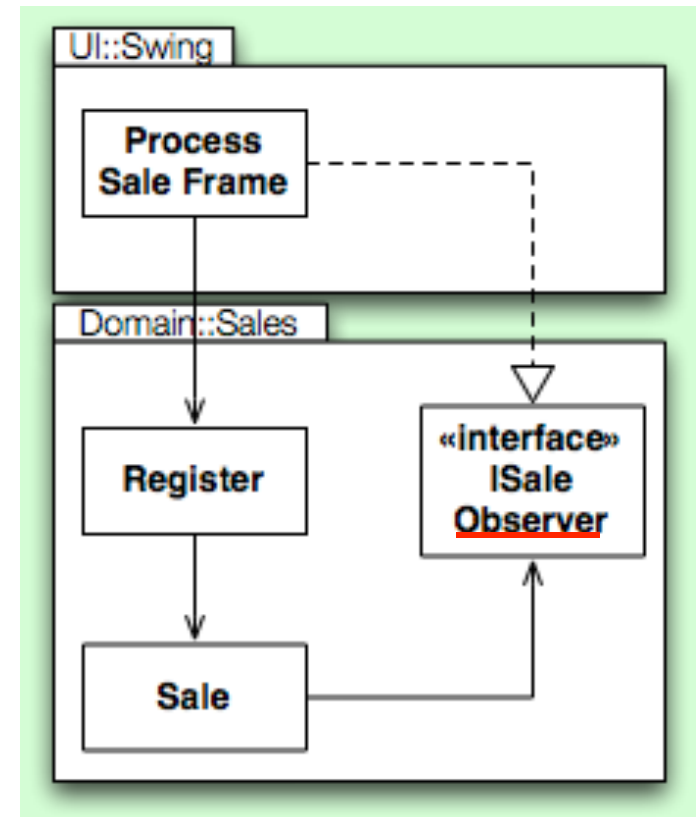 UI::Swing
Process
Sale Frame
Domain::Sales
Register
«interface»
ISale
Observer
Sale